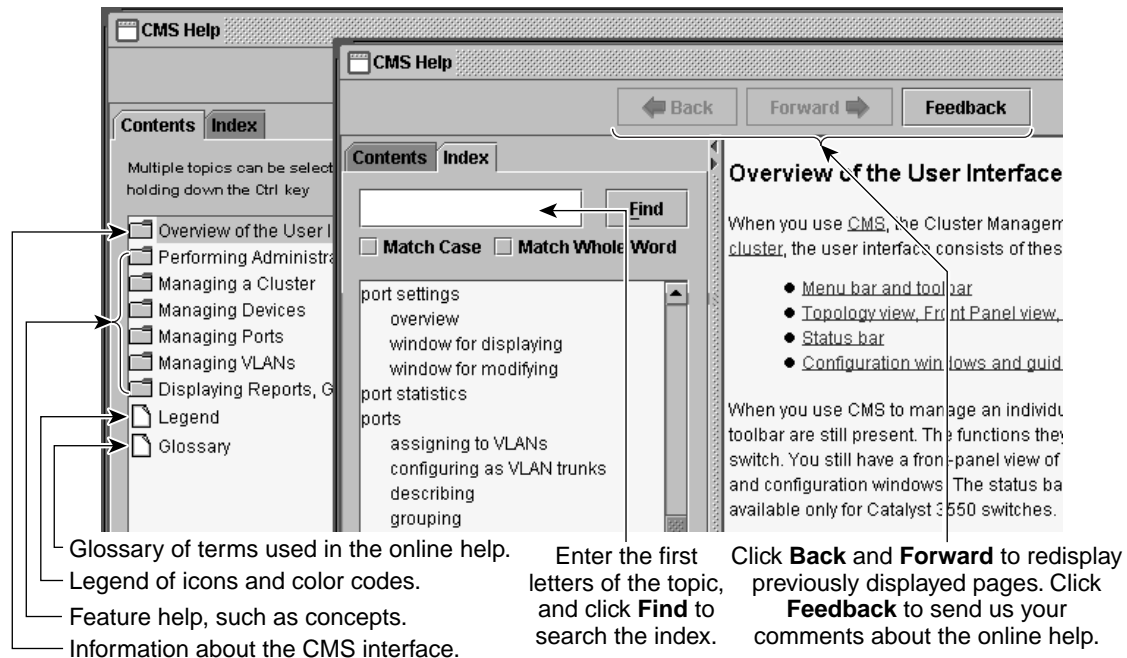 CMS Help
Contents Index
Multiple topics can be select
holding down the Ctrl key
Overview of the User I
Performing Administra
Managing a Cluster
Managing Devices
Managing Ports
Managing VLANs
Displaying Reports, G
Legend
Glossary
CMS Help
Back Forward Feedback
Contents Index
Find
Match Case Match Whole Word
port settings
overview
window for displaying
window for modifying
port statistics
ports
assigning to VLANs
configuring as VLAN trunks
describing
grouping
Overview of the User Interface
When you use CMS, the Cluster Managem
cluster, the user interface consists of thes
Menu bar and toolbar
Topology view, Front Panel view,
Status bar
Configuration windows and guid
When you use CMS to manage an individu
toolbar are still present. The functions they
switch. You still have a front-panel view of
and configuration windows. The status ba
available only for Catalyst 3550 switches.
Glossary of terms used in the online help.
Legend of icons and color codes.
Feature help, such as concepts.
Information about the CMS interface.
Enter the first
letters of the topic,
and click Find to
search the index.
Click Back and Forward to redisplay
previously displayed pages. Click
Feedback to send us your
comments about the online help.